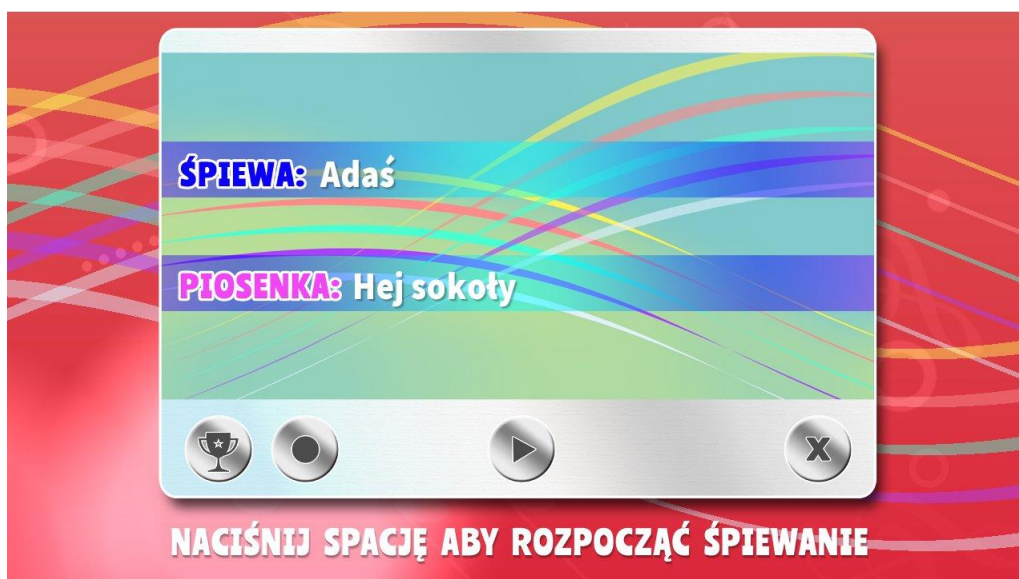 ŚPIEWA: Adaś
PIOSENKA: Hej sokoły
X
NACIŚNIJ SPACJĘ ABY ROZPOCZĄĆ ŚPIEWANIE